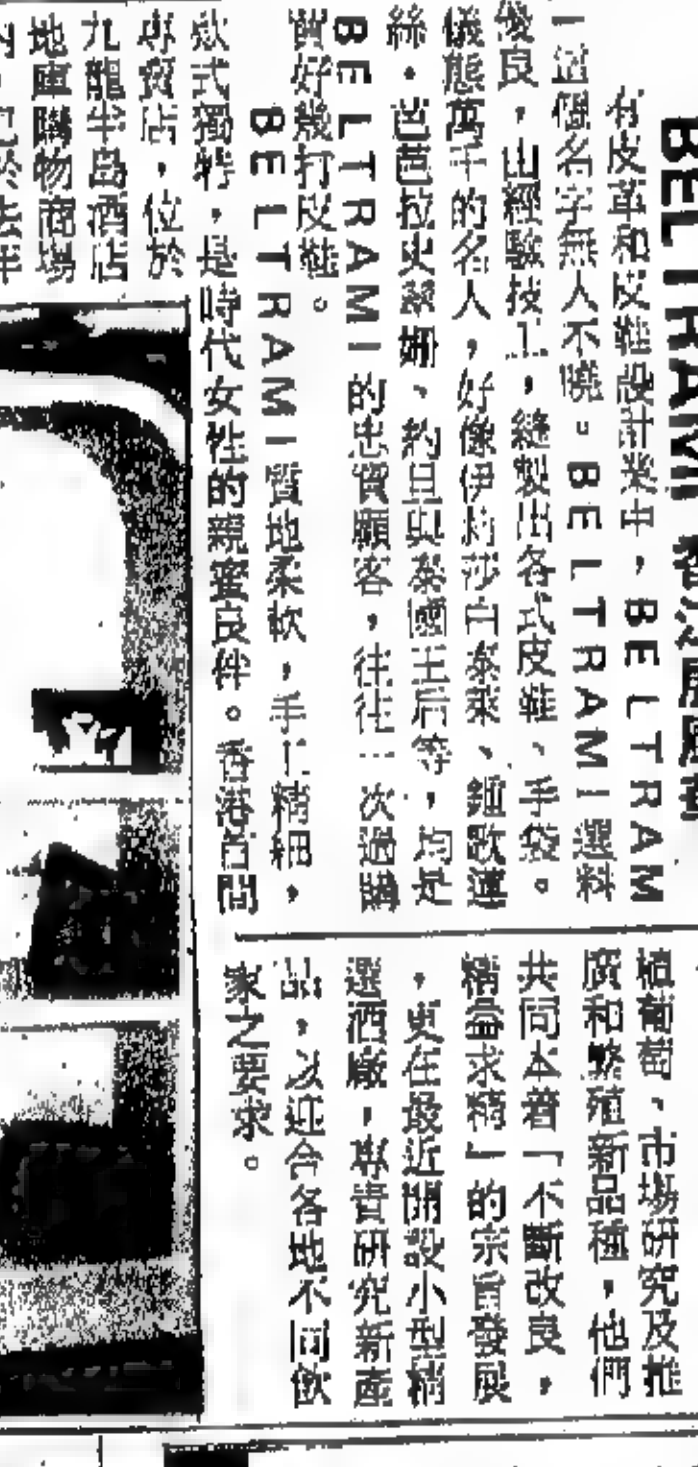 BELTRAMI
有皮革和皮鞋設計業中,BELTRAM
I這個名字無人不曉。BELTRAMI選料
優良,由經驗技工,縫製出各式皮鞋、手袋。
儀態萬千的名人,好像伊莉莎白泰萊、鍾歌連
絲、芭芭拉史翠姍、約旦與泰國王后等,均是
BELTRAMI的忠實顧客,往往一次過購
買好幾打皮鞋。
BELTRAMI質地柔軟,手工精細,
款式獨特,是時代女性的親蜜良伴。香港首間
專賣店,位於
九龍半島酒店
地庫購物商場
植葡萄、市場研究及推
廣和繁殖新品種,他們
共同本着「不斷改良,
精益求精」的宗旨發展
,更在最近開設小型精
選酒廠,專責研究新產
品,以迎合各地不同飲
家之要求。